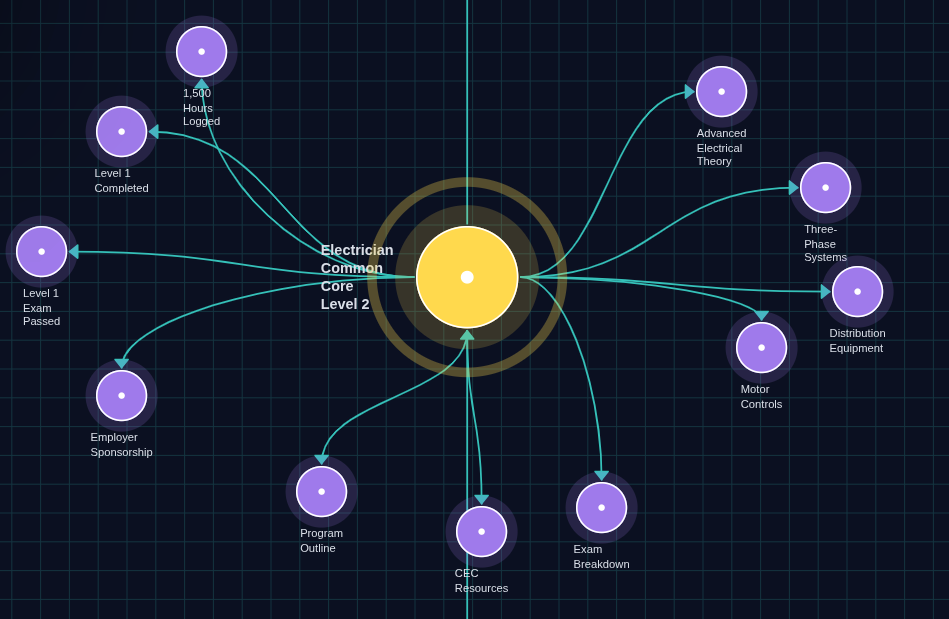 1,500
Hours
Logged
Level 1
Completed
Level 1
Exam
Passed
Employer
Sponsorship
Electrician
Common
Core
Level 2
Program
Outline
CEC
Resources
Exam
Breakdown
Advanced
Electrical
Theory
Three-
Phase
Systems
Distribution
Equipment
Motor
Controls